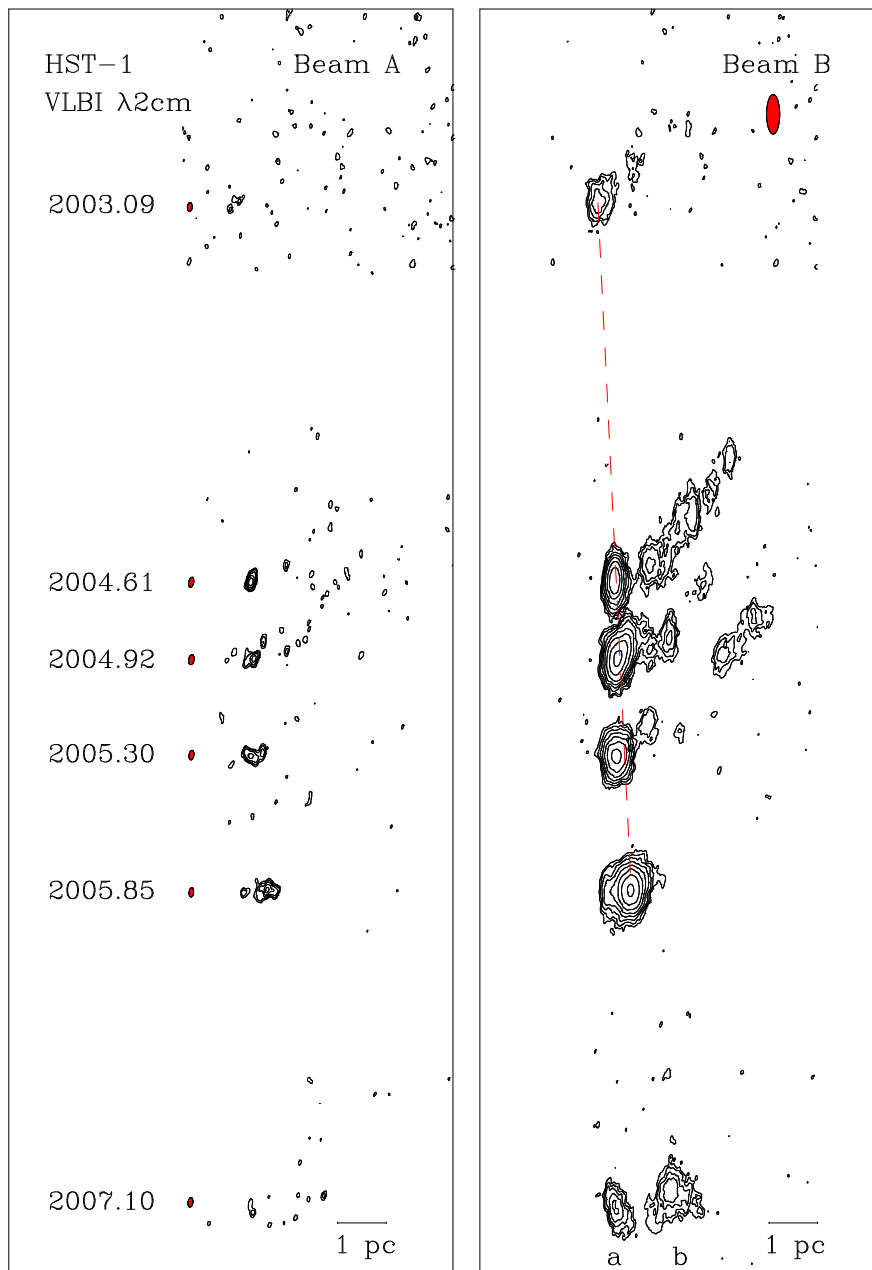 HST-1
Beam A
VLBI λ2cm
2003.09
2004.61
2004.92
2005.30
2005.85
2007.10
1 pc
Beam B
a
b
1 pc